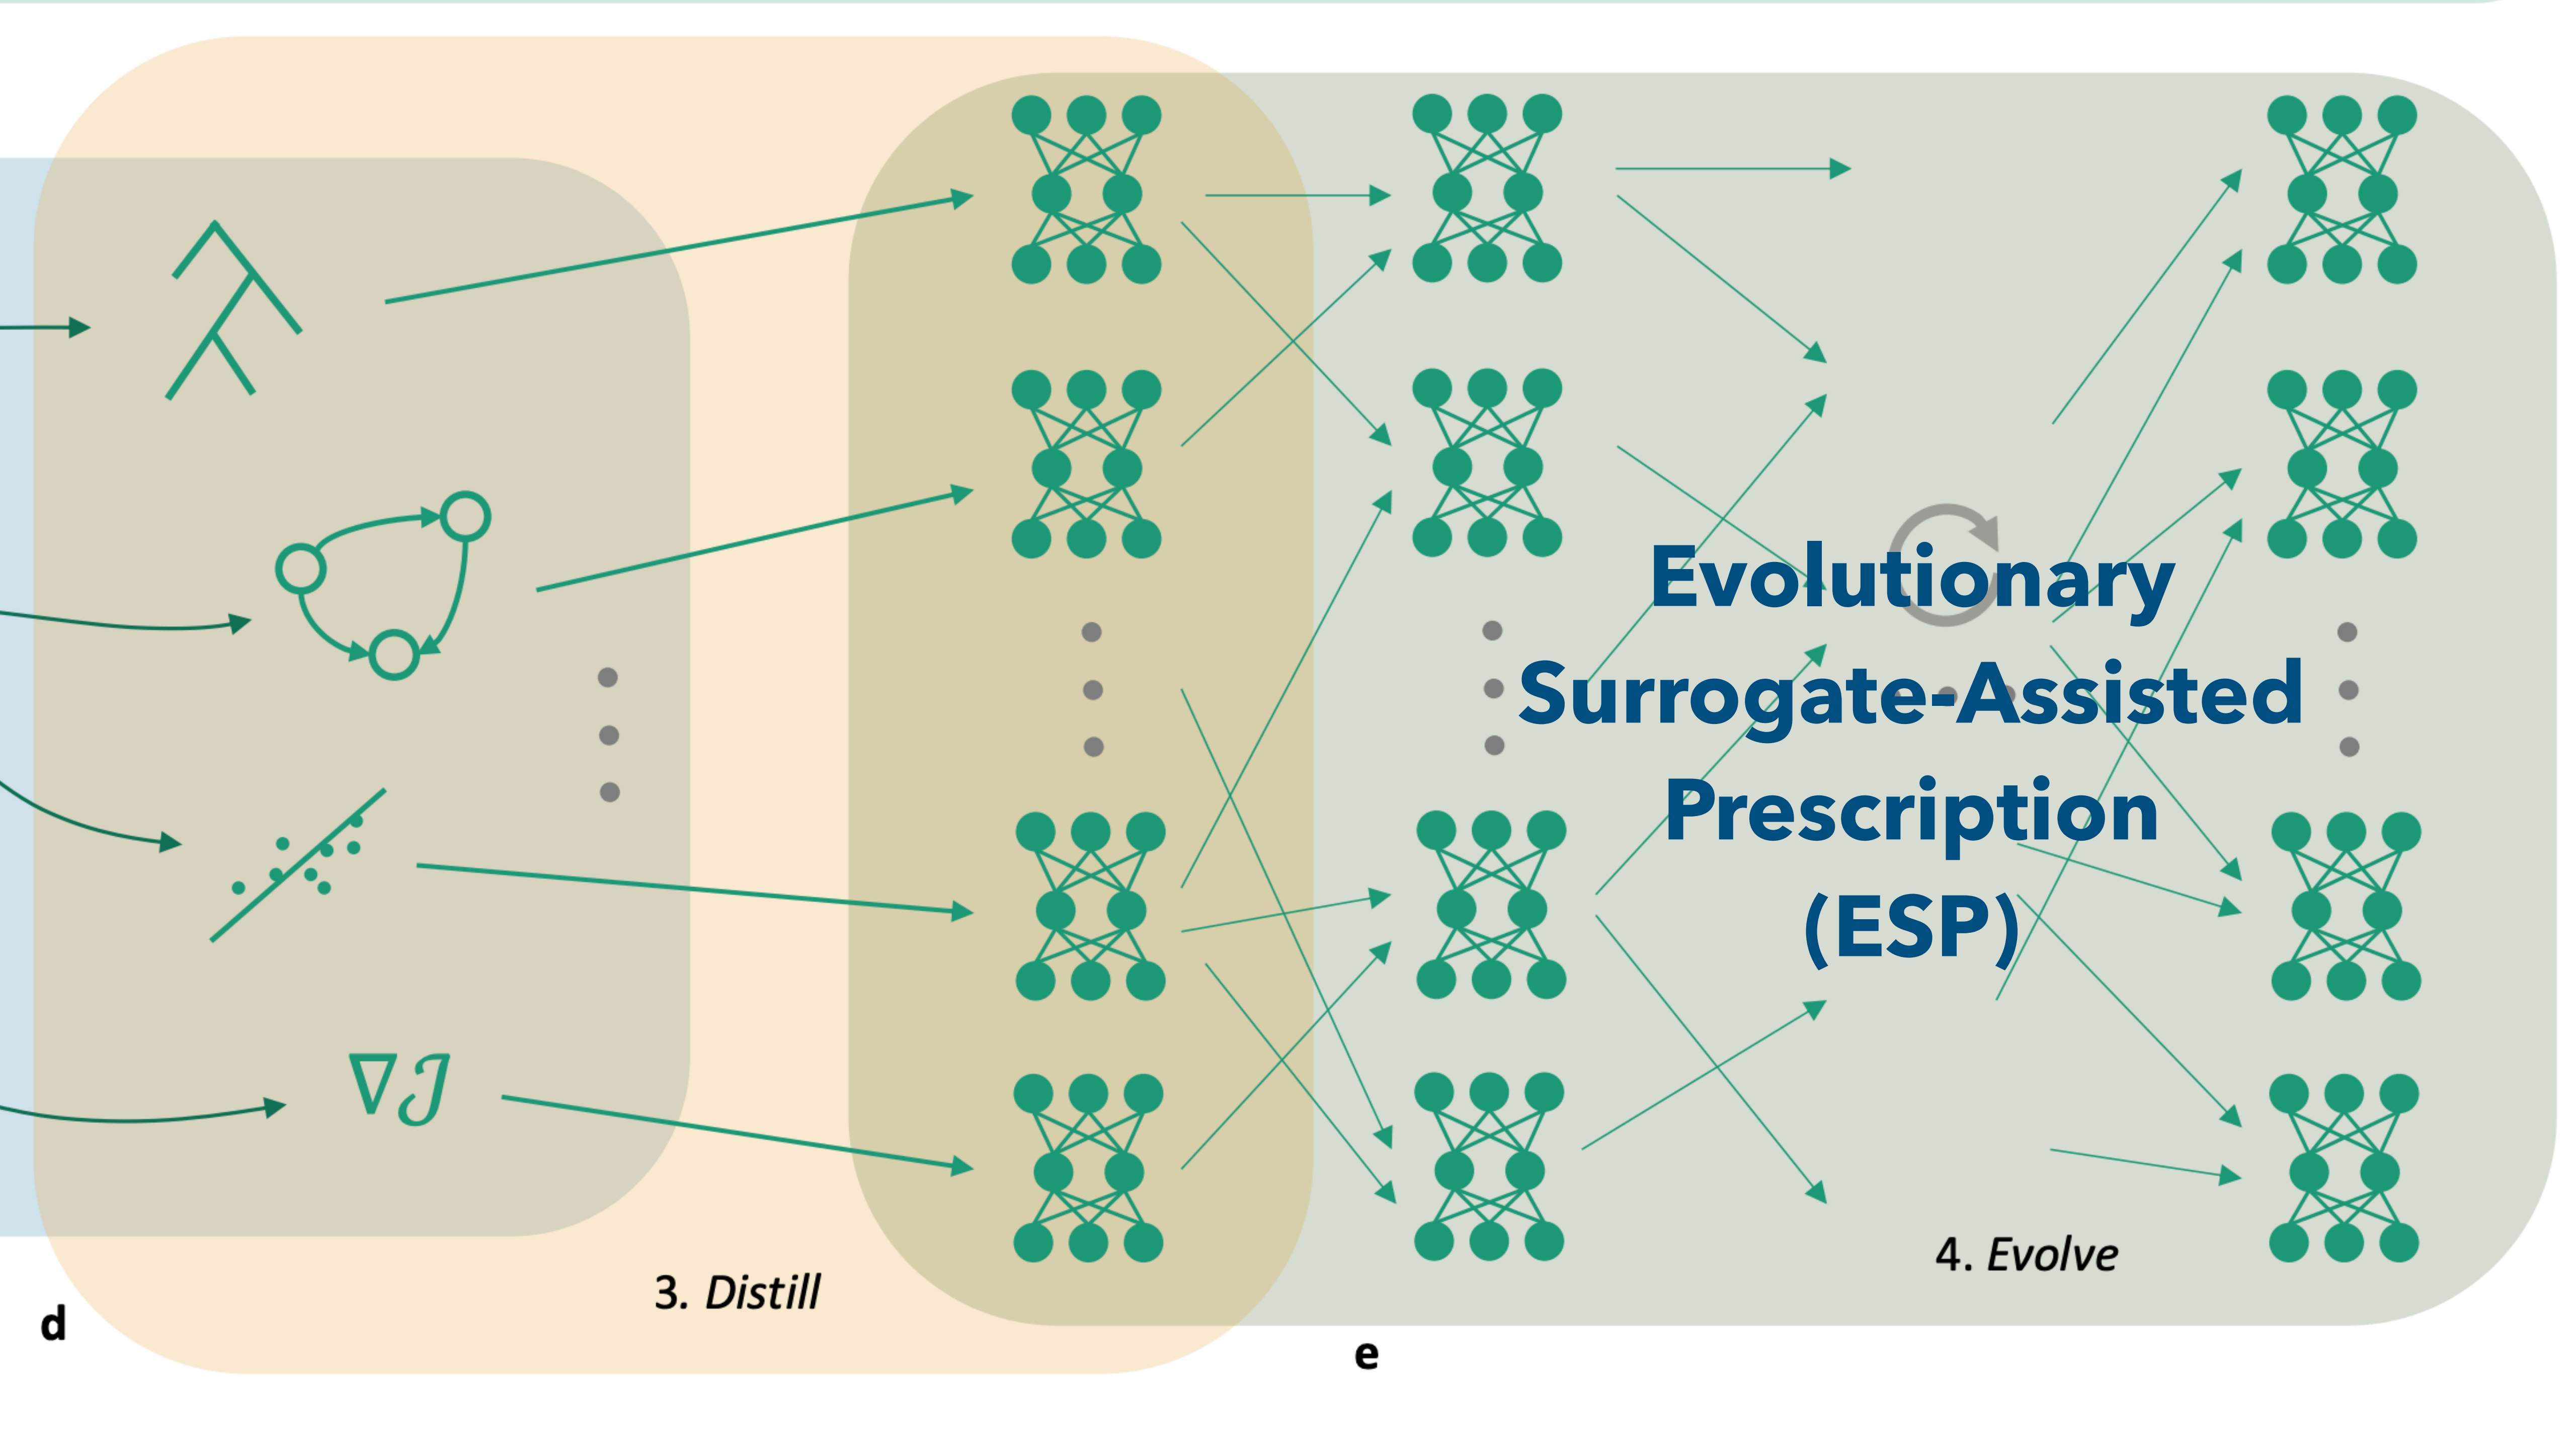 ∇𝒥
3. Distill
d
Evolutionary
Surrogate-Assisted
Prescription
(ESP)
4. Evolve
e